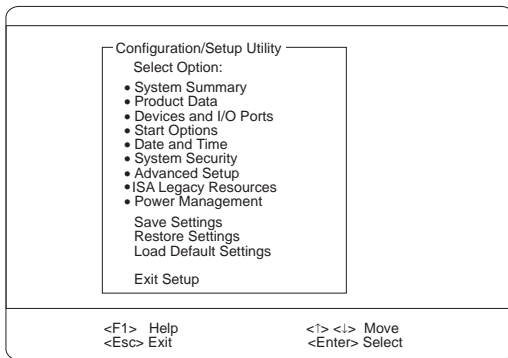 Configuration/Setup Utility
Select Option:
• System Summary
• Product Data
• Devices and I/O Ports
• Start Options
• Date and Time
• System Security
• Advanced Setup
• ISA Legacy Resources
• Power Management
Save Settings
Restore Settings
Load Default Settings
Exit Setup
<F1> Help <↑> <↓> Move
<Esc> Exit <Enter> Select